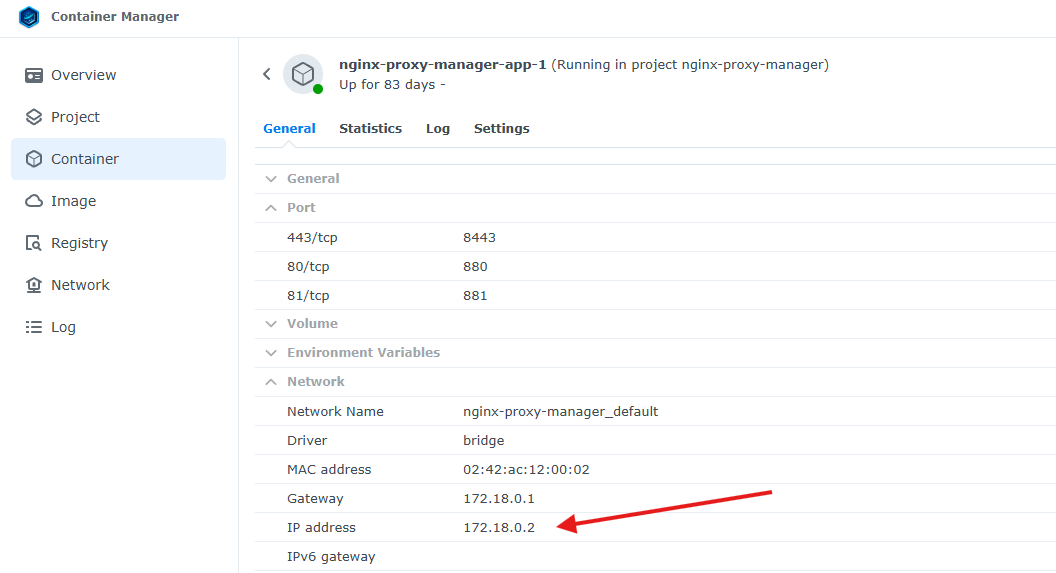 Container Manager
Overview
Project
Container
Image
Registry
Network
Log
nginx-proxy-manager-app-1 (Running in project nginx-proxy-manager)
Up for 83 days -
General Statistics Log Settings
General
Port
443/tcp 8443
80/tcp 880
81/tcp 881
Volume
Environment Variables
Network
Network Name nginx-proxy-manager_default
Driver bridge
MAC address 02:42:ac:12:00:02
Gateway 172.18.0.1
IP address 172.18.0.2
IPv6 gateway